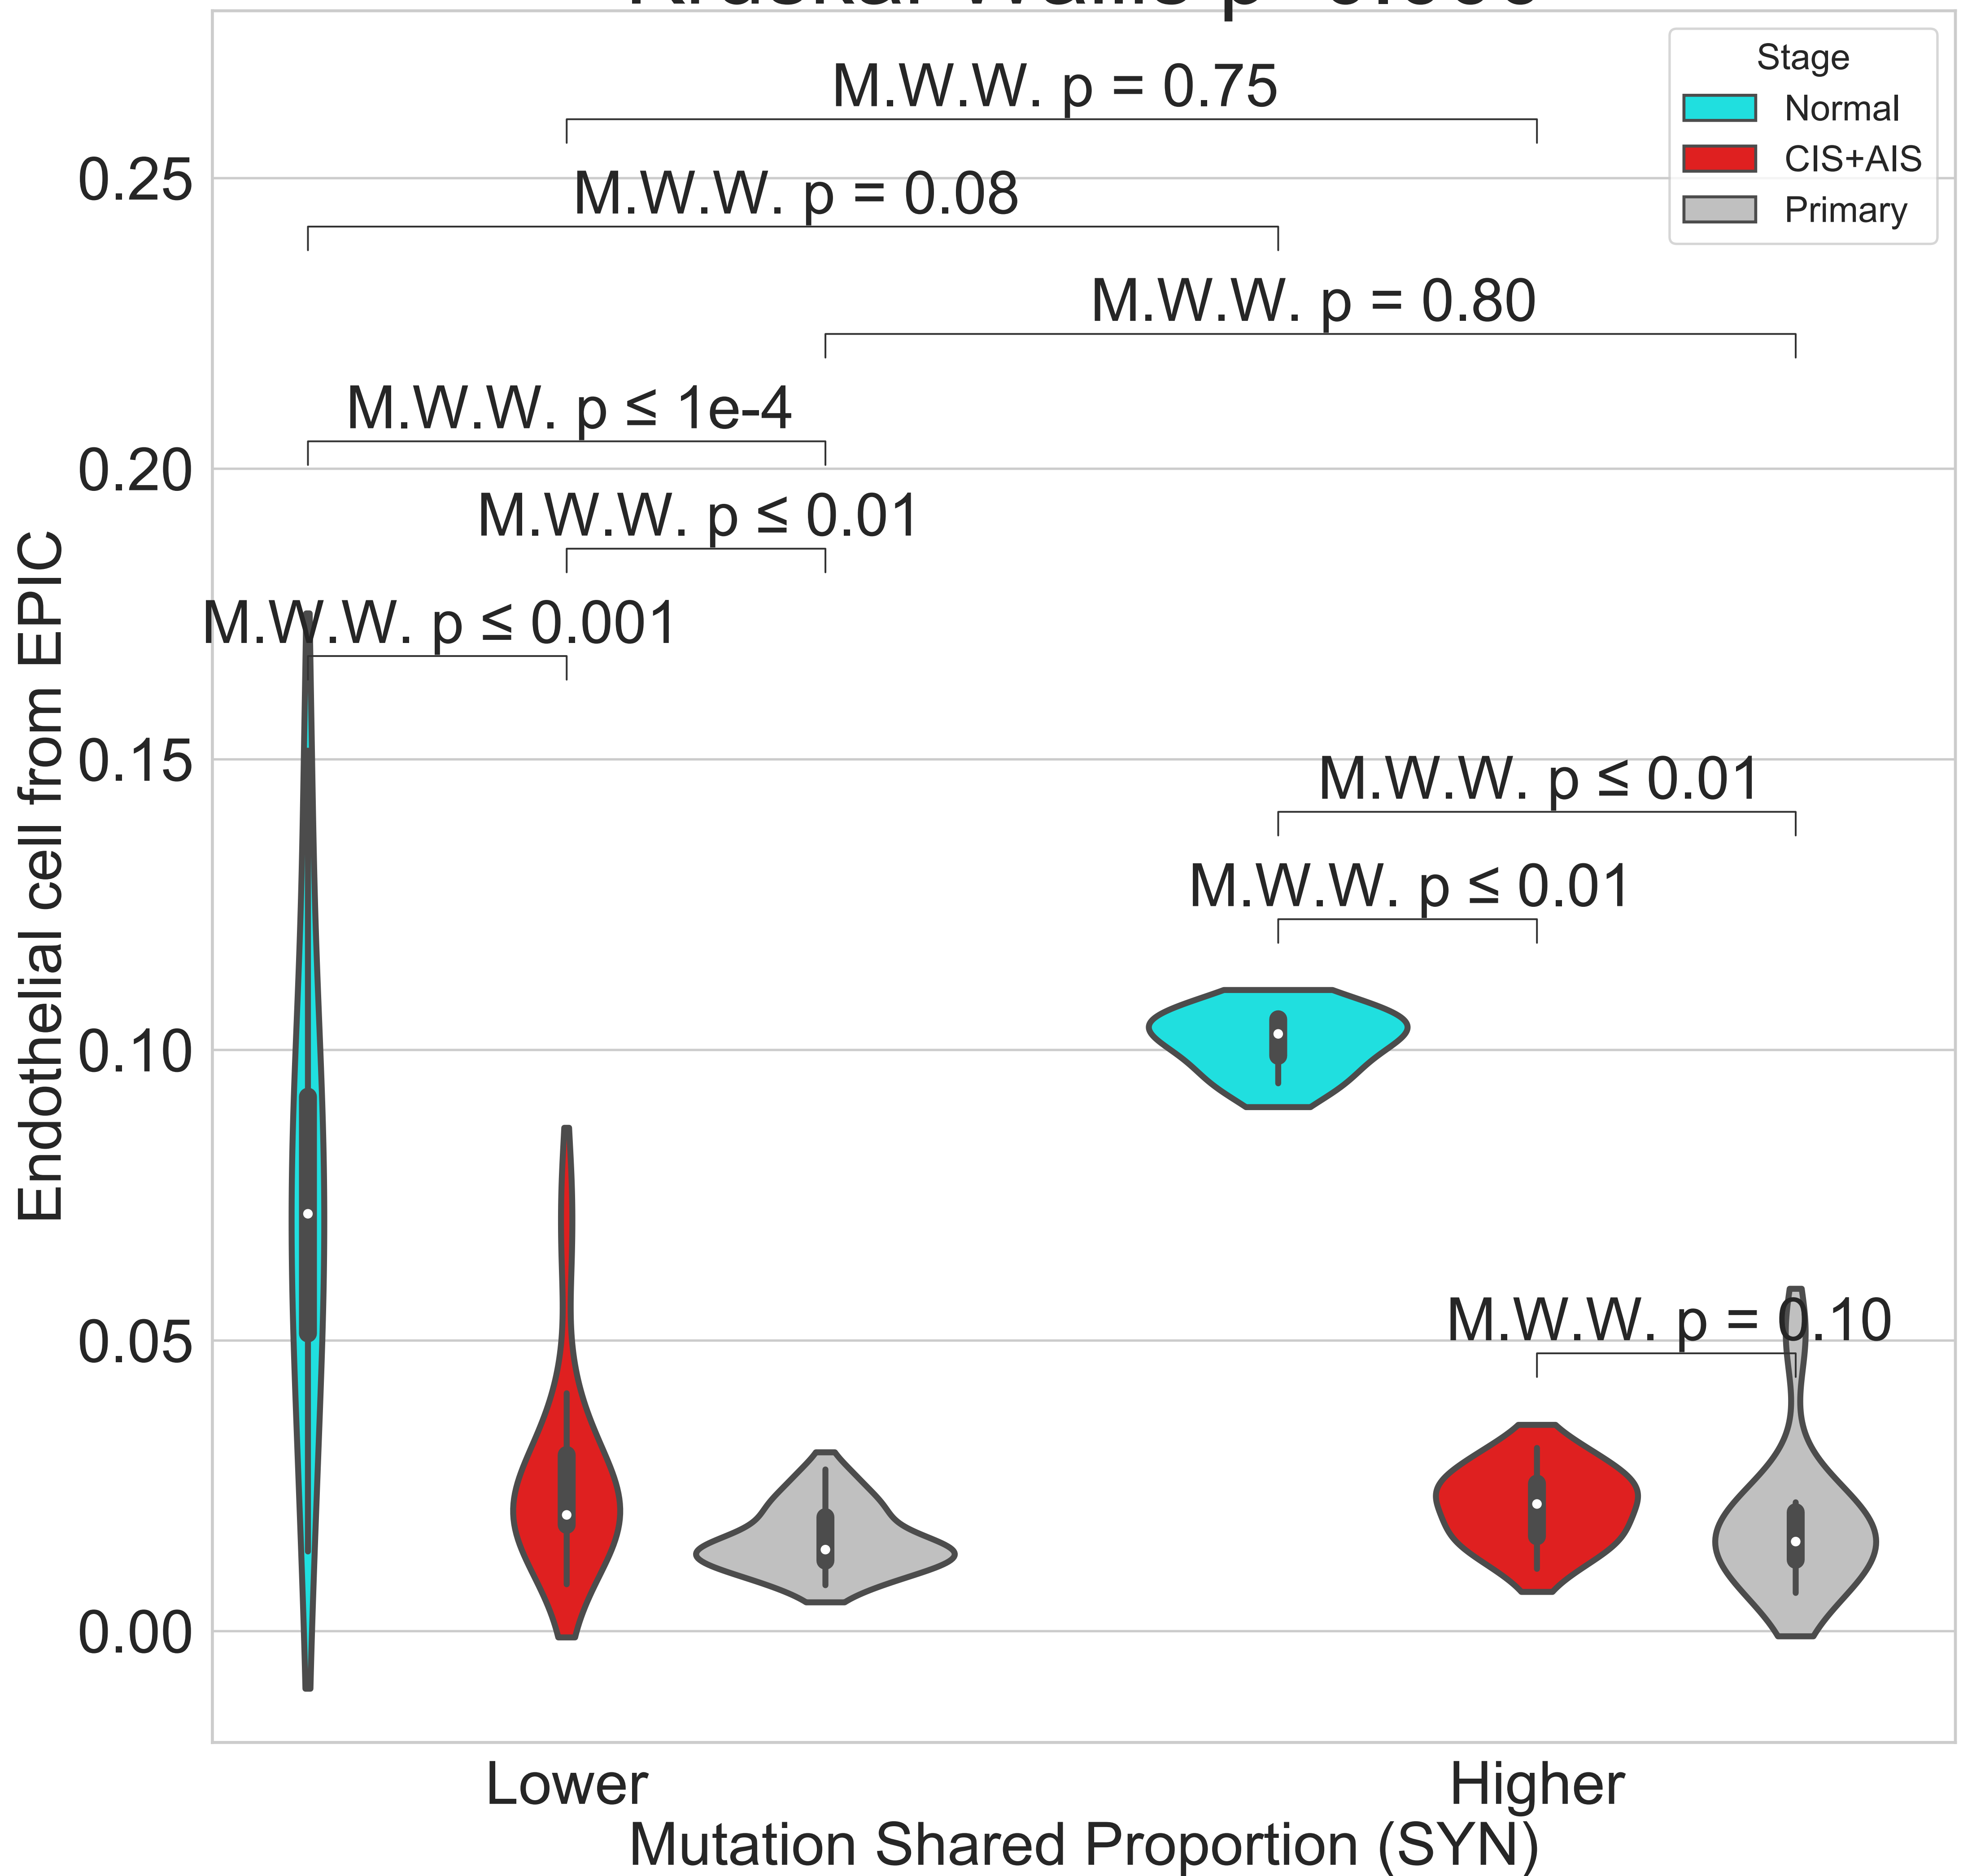 M.W.W. p = 0.75
Stage
Normal
CIS+AIS
Primary
0.25
M.W.W. p = 0.08
M.W.W. p = 0.80
M.W.W. p ≤ 1e-4
0.20
M.W.W. p ≤ 0.01
M.W.W. p ≤ 0.001
0.15
M.W.W. p ≤ 0.01
M.W.W. p ≤ 0.01
0.10
M.W.W. p = 0.10
0.05
0.00
Endothelial cell from EPIC
Lower
Higher
Mutation Shared Proportion (SYN)